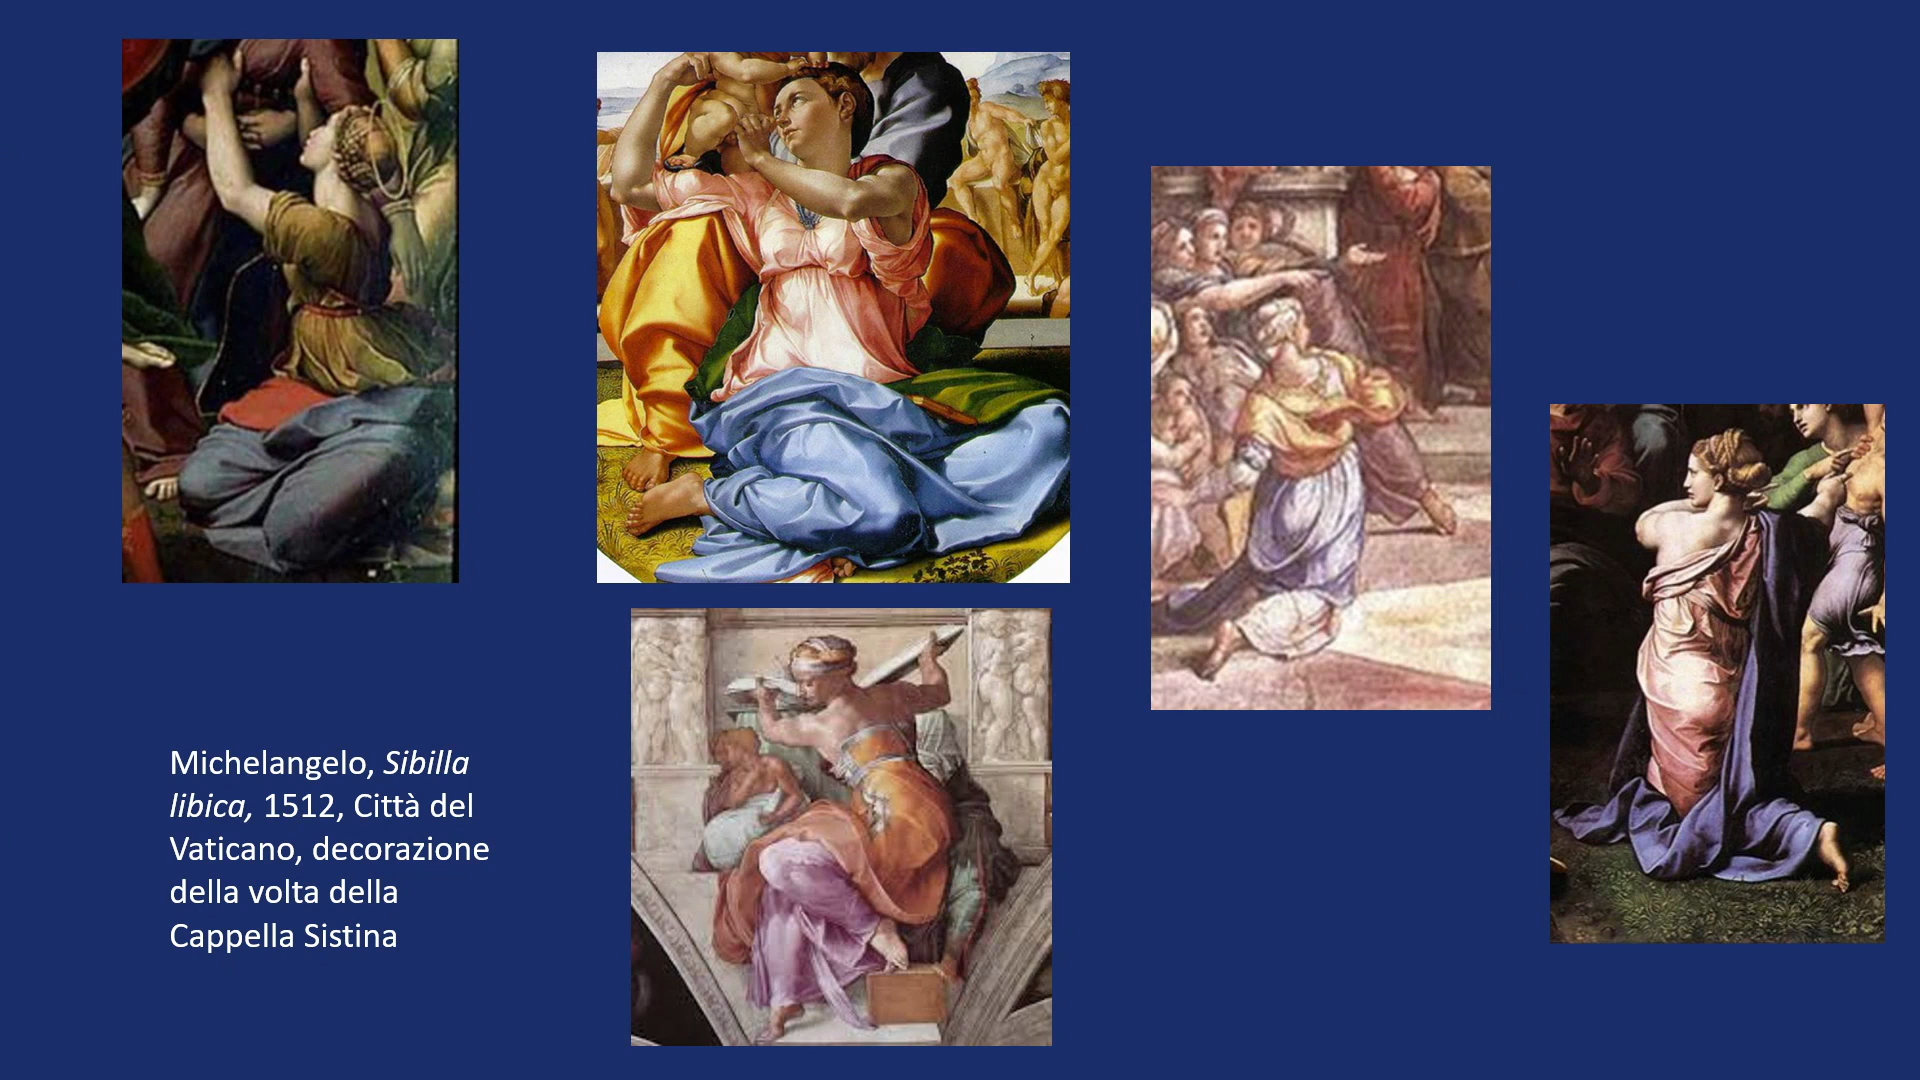 Michelangelo, Sibilla
libica, 1512, Città del
Vaticano, decorazione
della volta della
Cappella Sistina